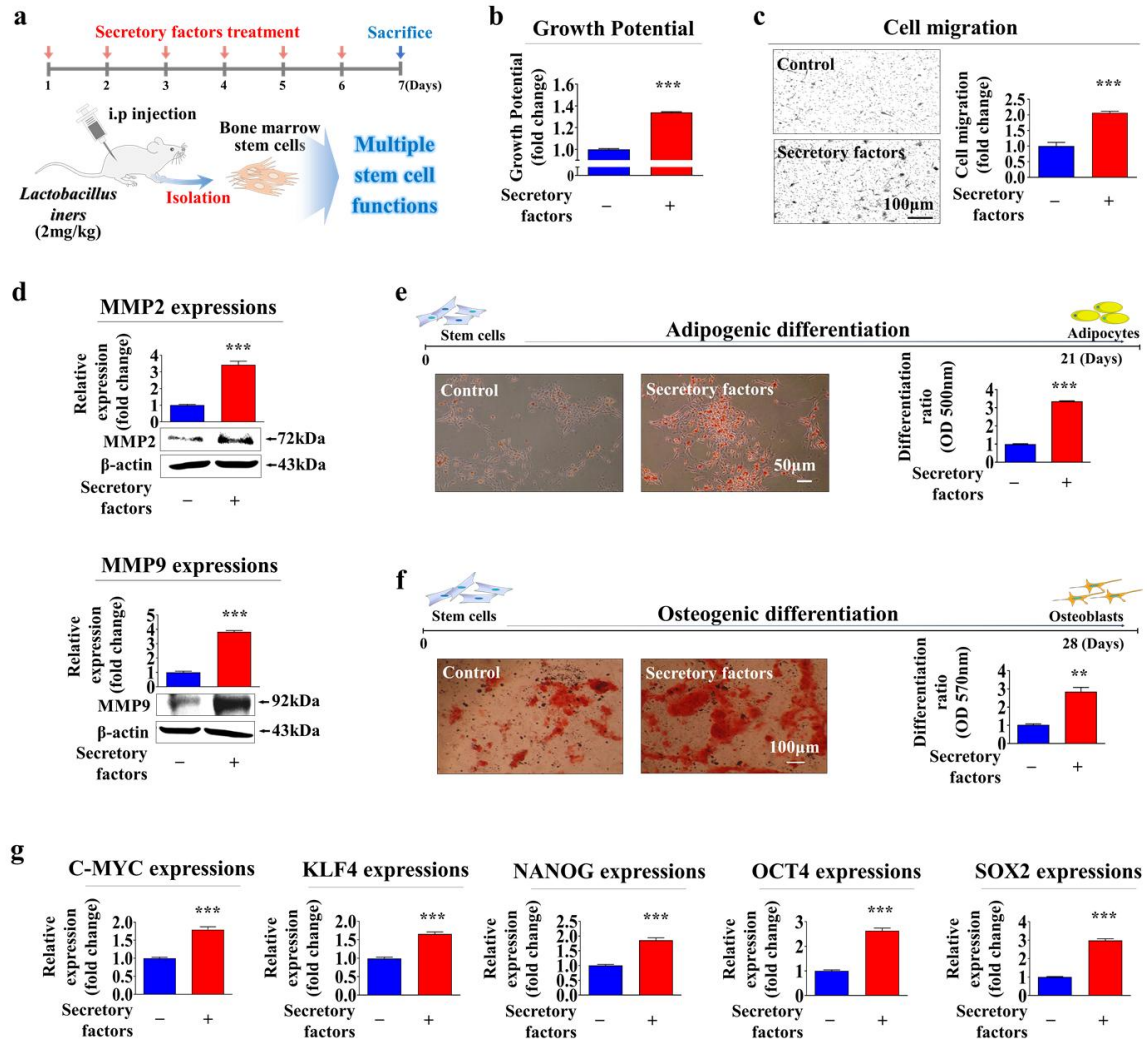 a
Secretory factors treatment
Sacrifice
1 2 3 4 5 6 7(Days)
i.p injection
Bone marrow
stem cells
Multiple
stem cell
functions
Isolation
Lactobacillus
iners
(2mg/kg)
b
Growth Potential
Growth Potential
(fold change)
1.6
1.4
1.2
1.0
0
Secretory
factors
− +
***
c
Cell migration
Control
Secretory factors
100μm
Cell migration
(fold change)
2.5
2.0
1.5
1.0
0.5
0.0
***
Secretory
factors
− +
d
MMP2 expressions
Relative
expression
(fold change)
4
3
2
1
0
***
MMP2
←72kDa
β-actin
←43kDa
Secretory
factors
− +
MMP9 expressions
Relative
expression
(fold change)
5
4
3
2
1
0
***
MMP9
←92kDa
β-actin
←43kDa
Secretory
factors
− +
e
Stem cells
Adipogenic differentiation
Adipocytes
0
21 (Days)
Control
Secretory factors
50μm
Differentiation
ratio
(OD 500nm)
4
3
2
1
0
***
Secretory
factors
− +
f
Stem cells
Osteogenic differentiation
Osteoblasts
0
28 (Days)
Control
Secretory factors
100μm
Differentiation
ratio
(OD 570nm)
4
3
2
1
0
**
Secretory
factors
− +
g
C-MYC expressions
Relative
expression
(fold change)
2.0
1.5
1.0
0.5
0.0
***
Secretory
factors
− +
KLF4 expressions
Relative
expression
(fold change)
2.0
1.5
1.0
0.5
0.0
***
Secretory
factors
− +
NANOG expressions
Relative
expression
(fold change)
2.5
2.0
1.5
1.0
0.5
0.0
***
Secretory
factors
− +
OCT4 expressions
Relative
expression
(fold change)
3
2
1
0
***
Secretory
factors
− +
SOX2 expressions
Relative
expression
(fold change)
4
3
2
1
0
***
Secretory
factors
− +